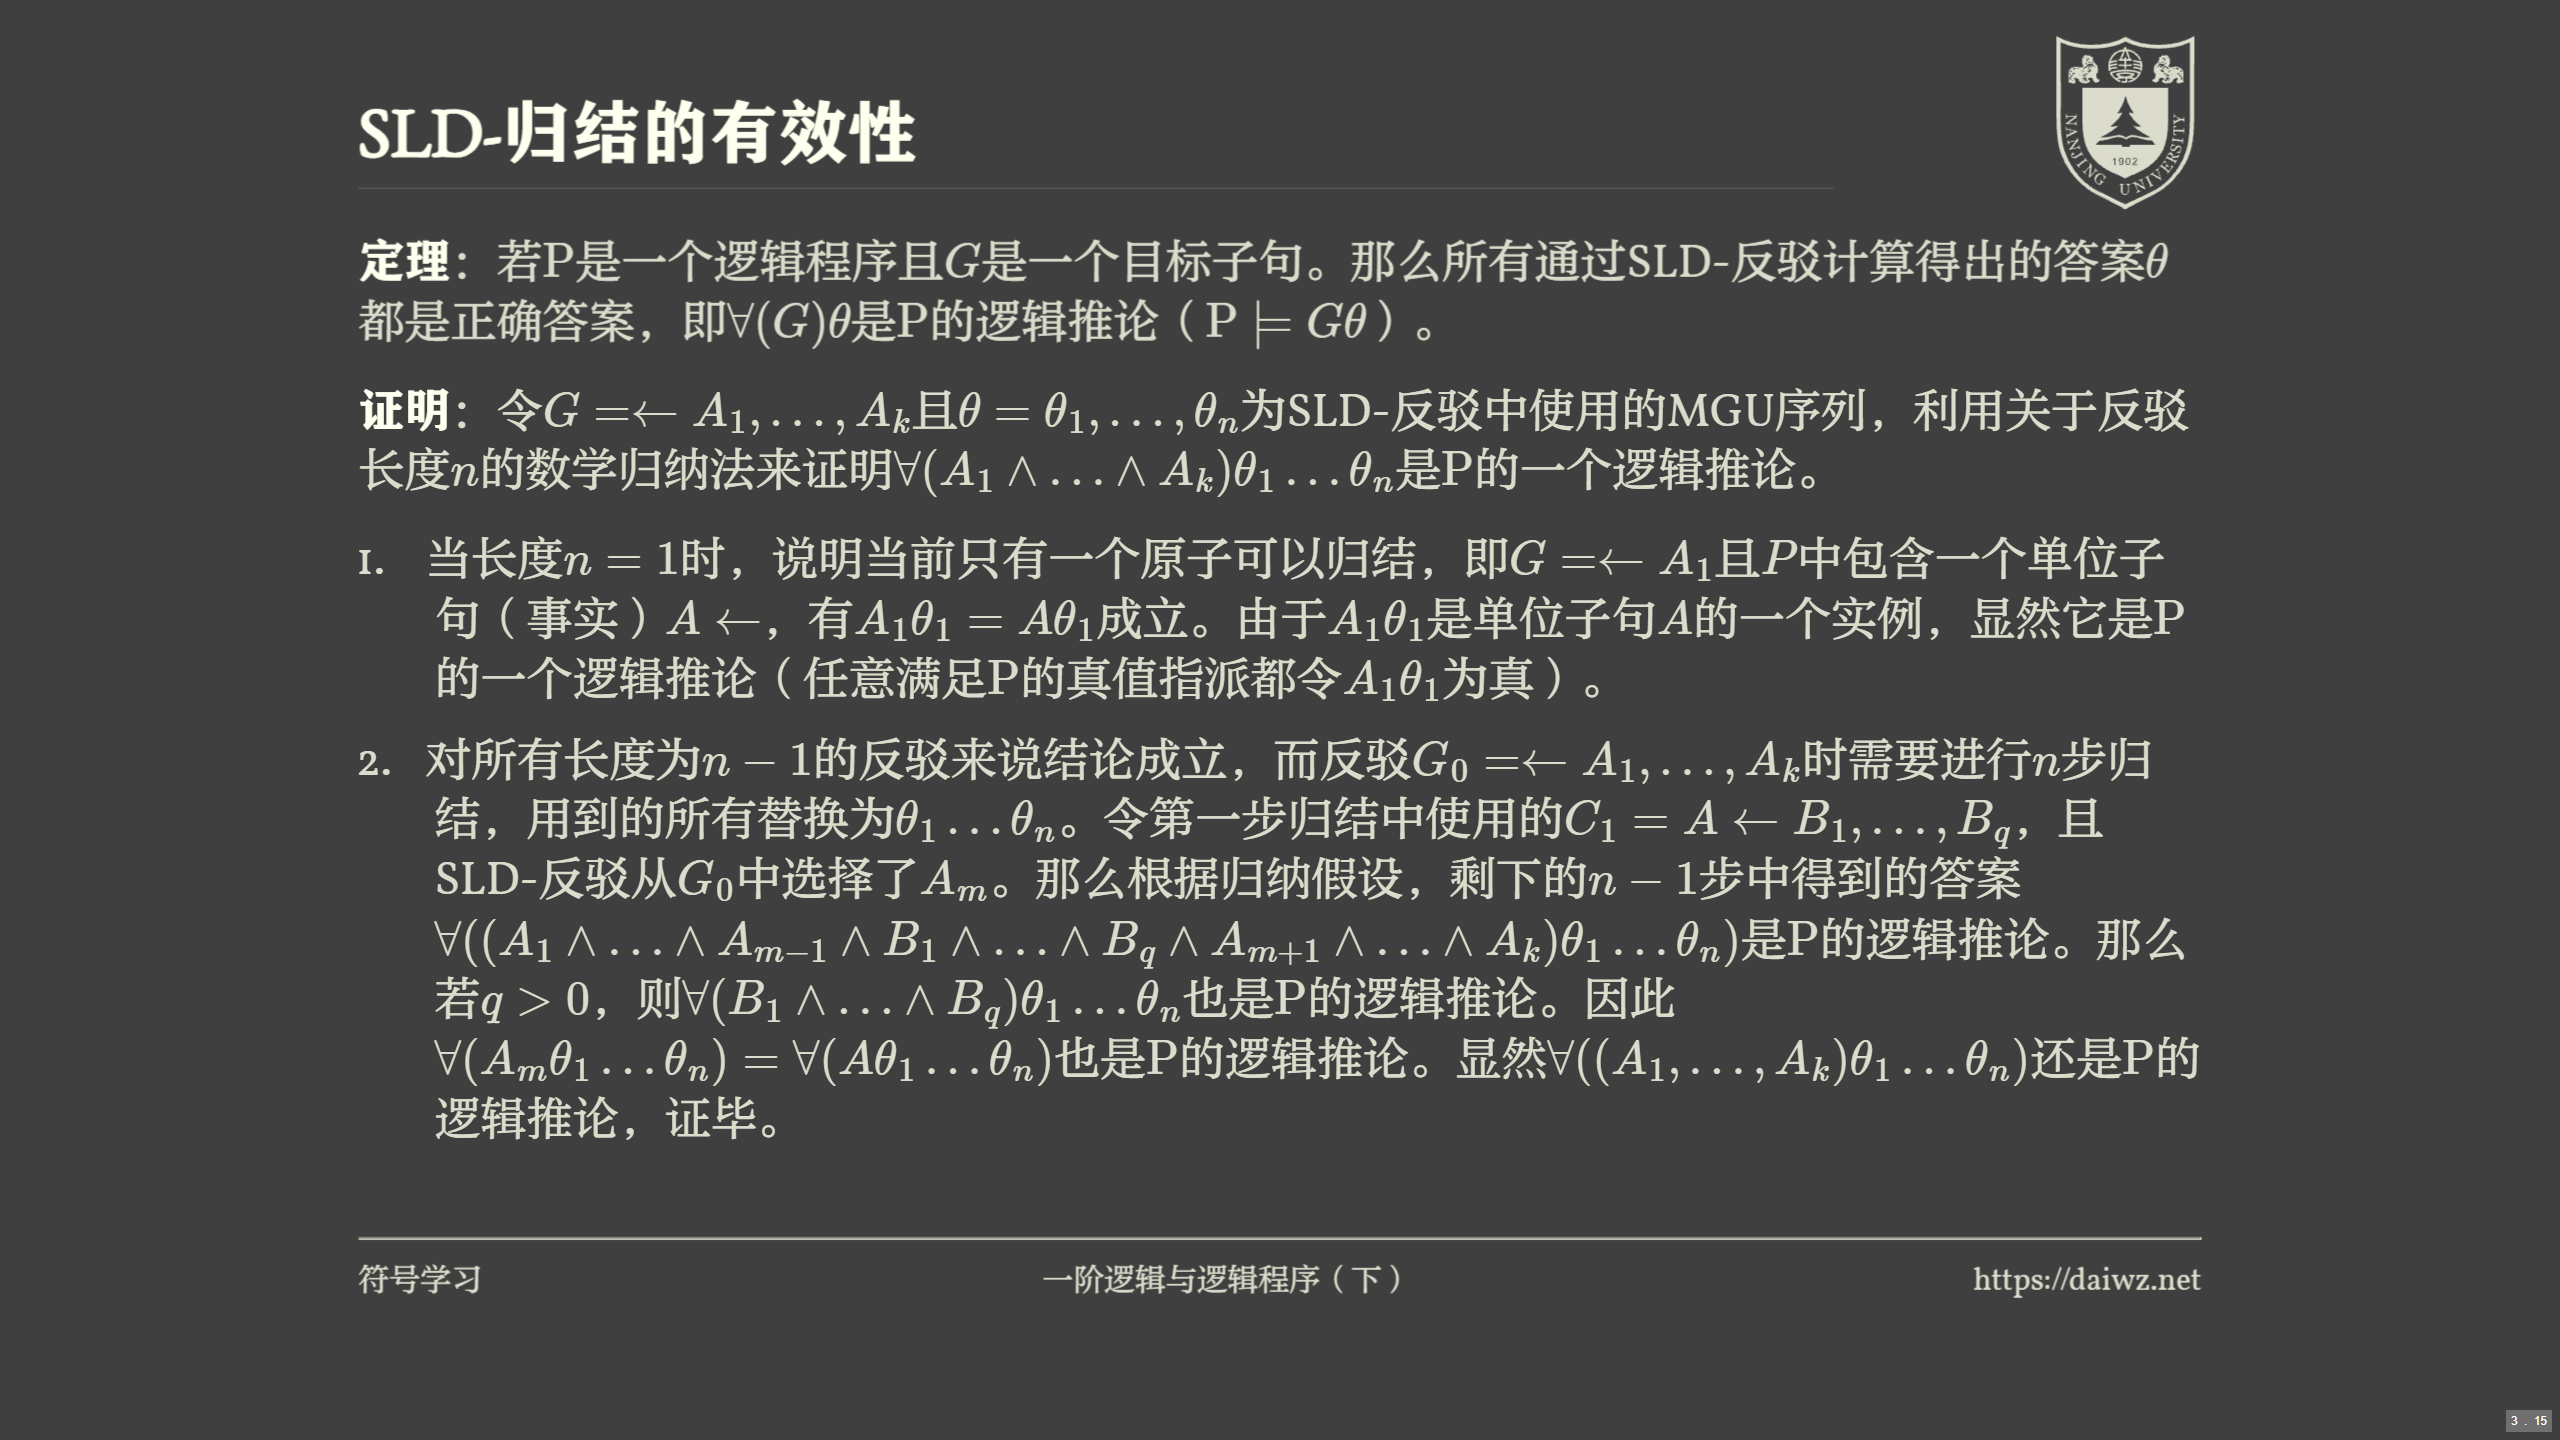 SLD-归结的有效性
NANJING UNIVERSITY
1902
定理：若P是一个逻辑程序且G是一个目标子句。那么所有通过SLD-反驳计算得出的答案θ
都是正确答案，即∀(G)θ是P的逻辑推论（P ⊨ Gθ）。
证明：令G =← A₁, …, Aₖ且θ = θ₁, …, θₙ为SLD-反驳中使用的MGU序列，利用关于反驳
长度n的数学归纳法来证明∀(A₁ ∧ … ∧ Aₖ)θ₁ … θₙ是P的一个逻辑推论。
1. 当长度n = 1时，说明当前只有一个原子可以归结，即G =← A₁且P中包含一个单位子
句（事实）A ←，有A₁θ₁ = Aθ₁成立。由于A₁θ₁是单位子句A的一个实例，显然它是P
的一个逻辑推论（任意满足P的真值指派都令A₁θ₁为真）。
2. 对所有长度为n − 1的反驳来说结论成立，而反驳G₀ =← A₁, …, Aₖ时需要进行n步归
结，用到的所有替换为θ₁ … θₙ。令第一步归结中使用的C₁ = A ← B₁, …, B_q，且
SLD-反驳从G₀中选择了Aₘ。那么根据归纳假设，剩下的n − 1步中得到的答案
∀((A₁ ∧ … ∧ Aₘ₋₁ ∧ B₁ ∧ … ∧ B_q ∧ Aₘ₊₁ ∧ … ∧ Aₖ)θ₁ … θₙ)是P的逻辑推论。那么
若q > 0，则∀(B₁ ∧ … ∧ B_q)θ₁ … θₙ也是P的逻辑推论。因此
∀(Aₘθ₁ … θₙ) = ∀(Aθ₁ … θₙ)也是P的逻辑推论。显然∀((A₁, …, Aₖ)θ₁ … θₙ)还是P的
逻辑推论，证毕。
符号学习
一阶逻辑与逻辑程序（下）
https://daiwz.net
3 . 15